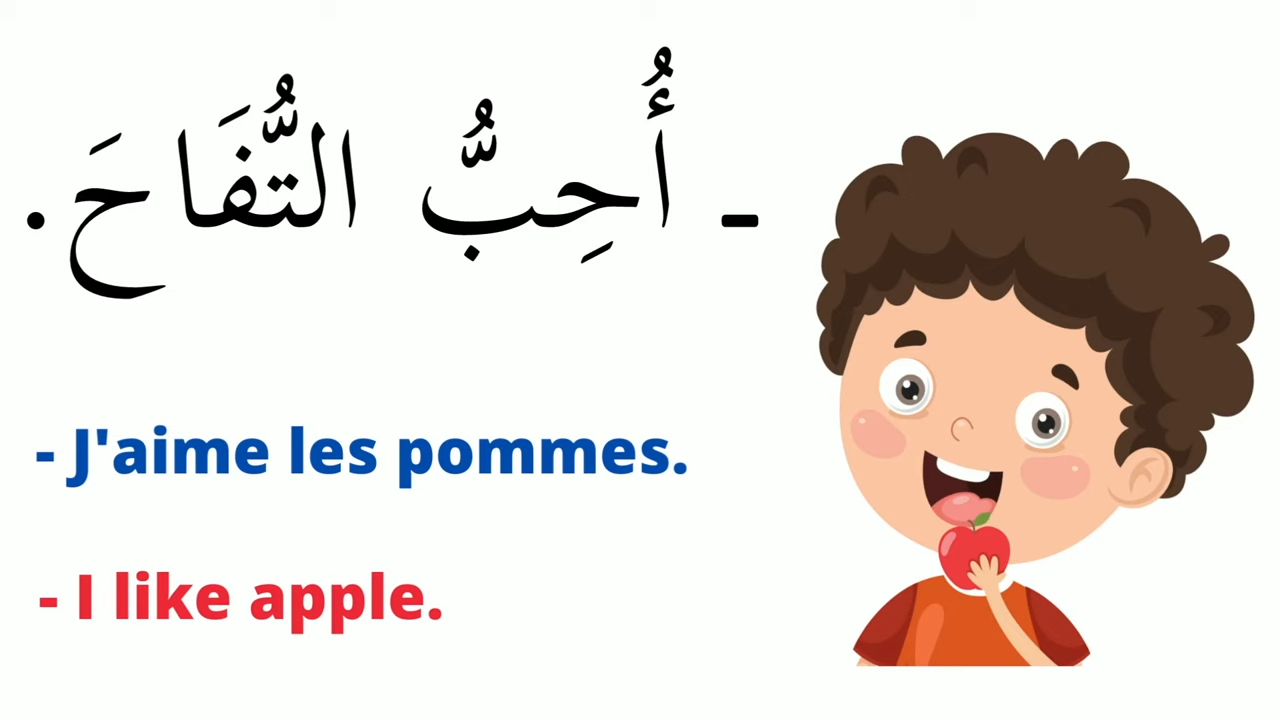 - أُحِبُّ التُّفَاحَ.
- J'aime les pommes.
- I like apple.